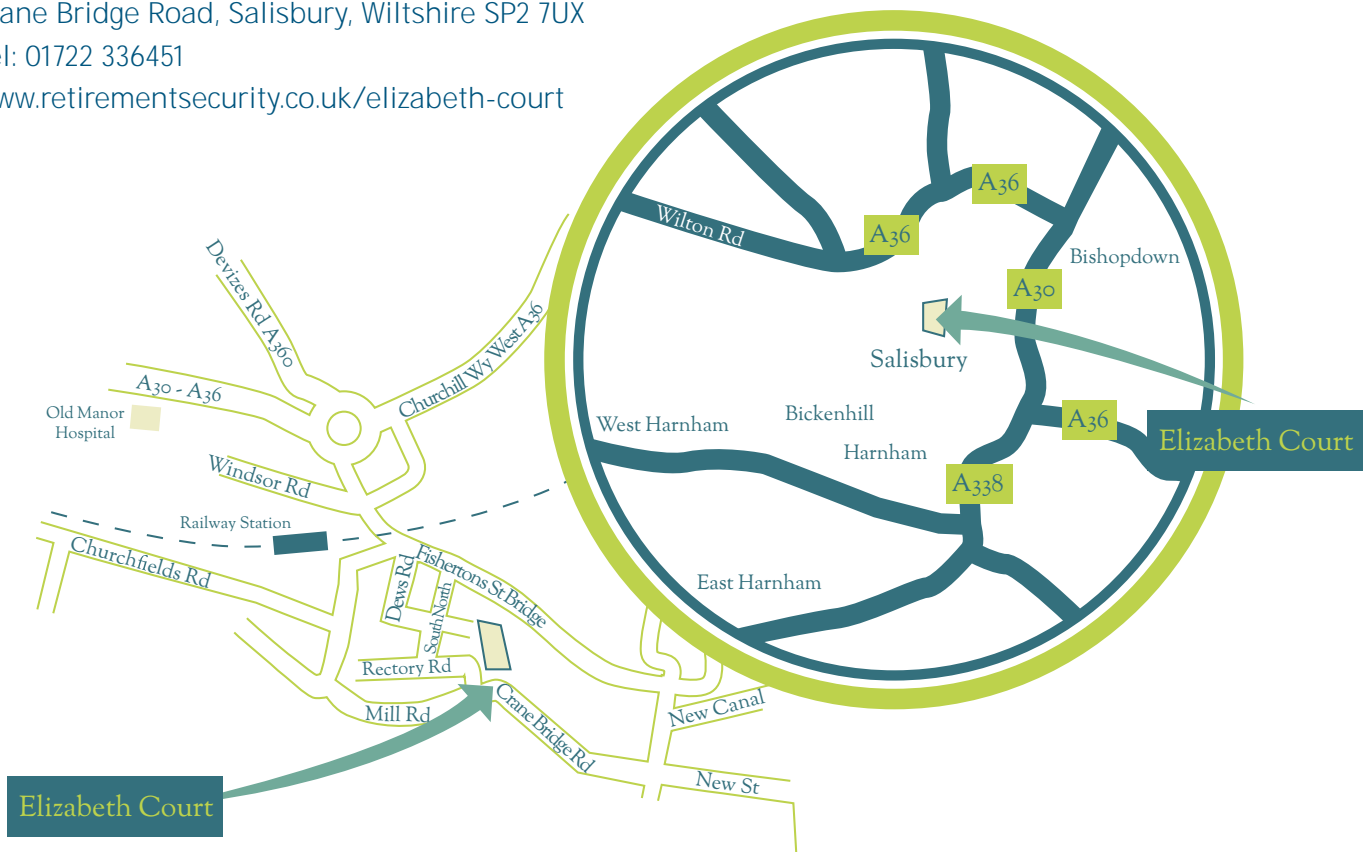 ane Bridge Road, Salisbury, Wiltshire SP2 7UX
el: 01722 336451
ww.retirementsecurity.co.uk/elizabeth-court
A36
Wilton Rd
A36
Bishopdown
A30
Salisbury
Elizabeth Court
A36
West Harnham
Bickenhill
Harnham
A338
East Harnham
Devizes Rd A360
Churchill Wy West A36
A30 - A36
Old Manor
Hospital
Windsor Rd
Railway Station
Churchfields Rd
Dews Rd
Fishertons St Bridge
South North
Rectory Rd
Mill Rd
Crane Bridge Rd
New Canal
New St
Elizabeth Court